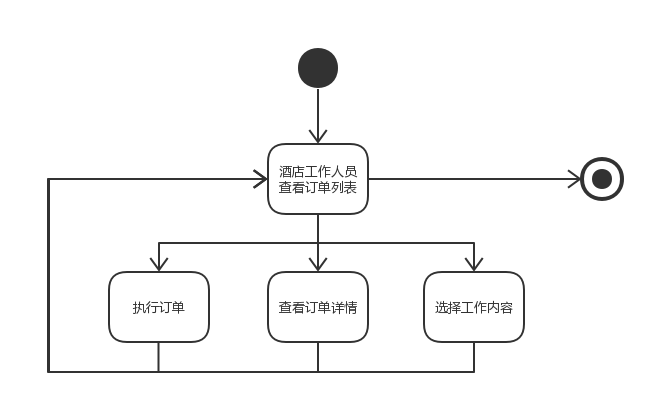 酒店工作人员
查看订单列表
执行订单
查看订单详情
选择工作内容